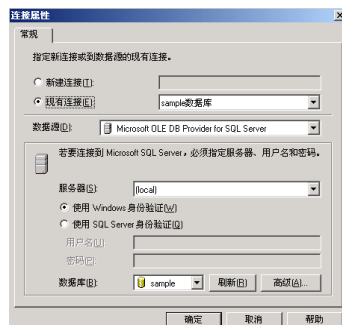 连接属性
常规
指定新连接或到数据源的现有连接。
新建连接(T):
现有连接(E): sample数据库
数据源(D): Microsoft OLE DB Provider for SQL Server
若要连接到 Microsoft SQL Server，必须指定服务器、用户名和密码。
服务器(S): (local)
使用 Windows 身份验证(W)
使用 SQL Server 身份验证(Q)
用户名(U):
密码(P):
数据库(B): sample 刷新(R) 高级(A)...
确定 取消 帮助